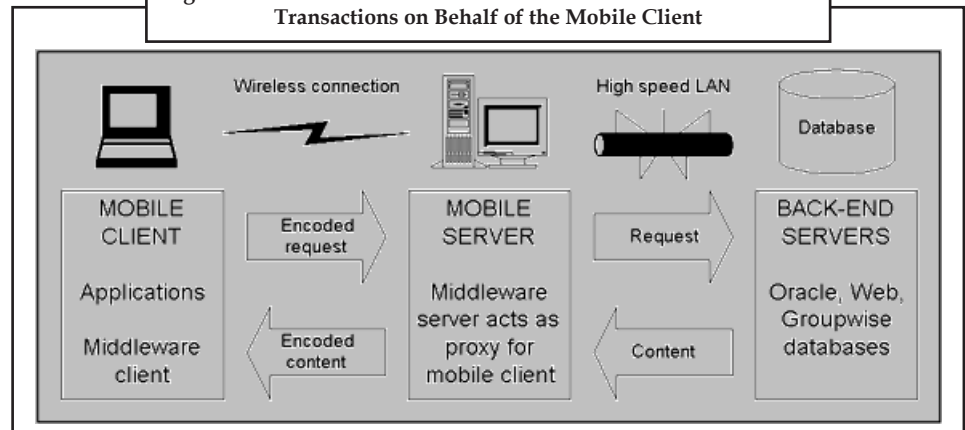 Transactions on Behalf of the Mobile Client
Wireless connection
High speed LAN
Database
MOBILE
CLIENT
Applications
Middleware
client
Encoded
request
Encoded
content
MOBILE
SERVER
Middleware
server acts as
proxy for
mobile client
Request
Content
BACK-END
SERVERS
Oracle, Web,
Groupwise
databases